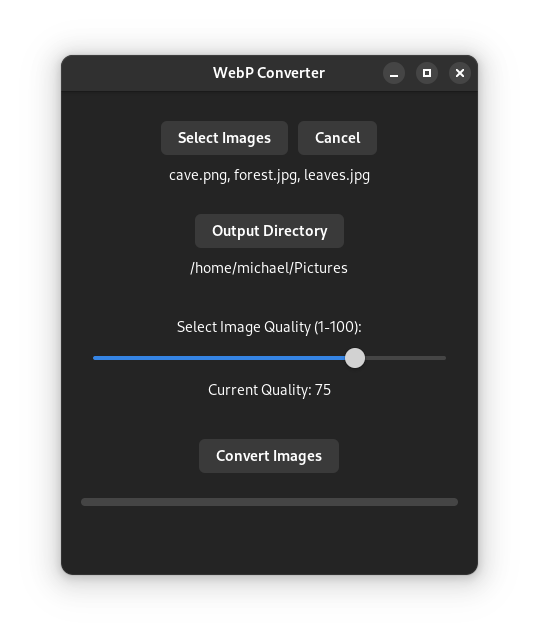 WebP Converter
Select Images Cancel
cave.png, forest.jpg, leaves.jpg
Output Directory
/home/michael/Pictures
Select Image Quality (1-100):
Current Quality: 75
Convert Images